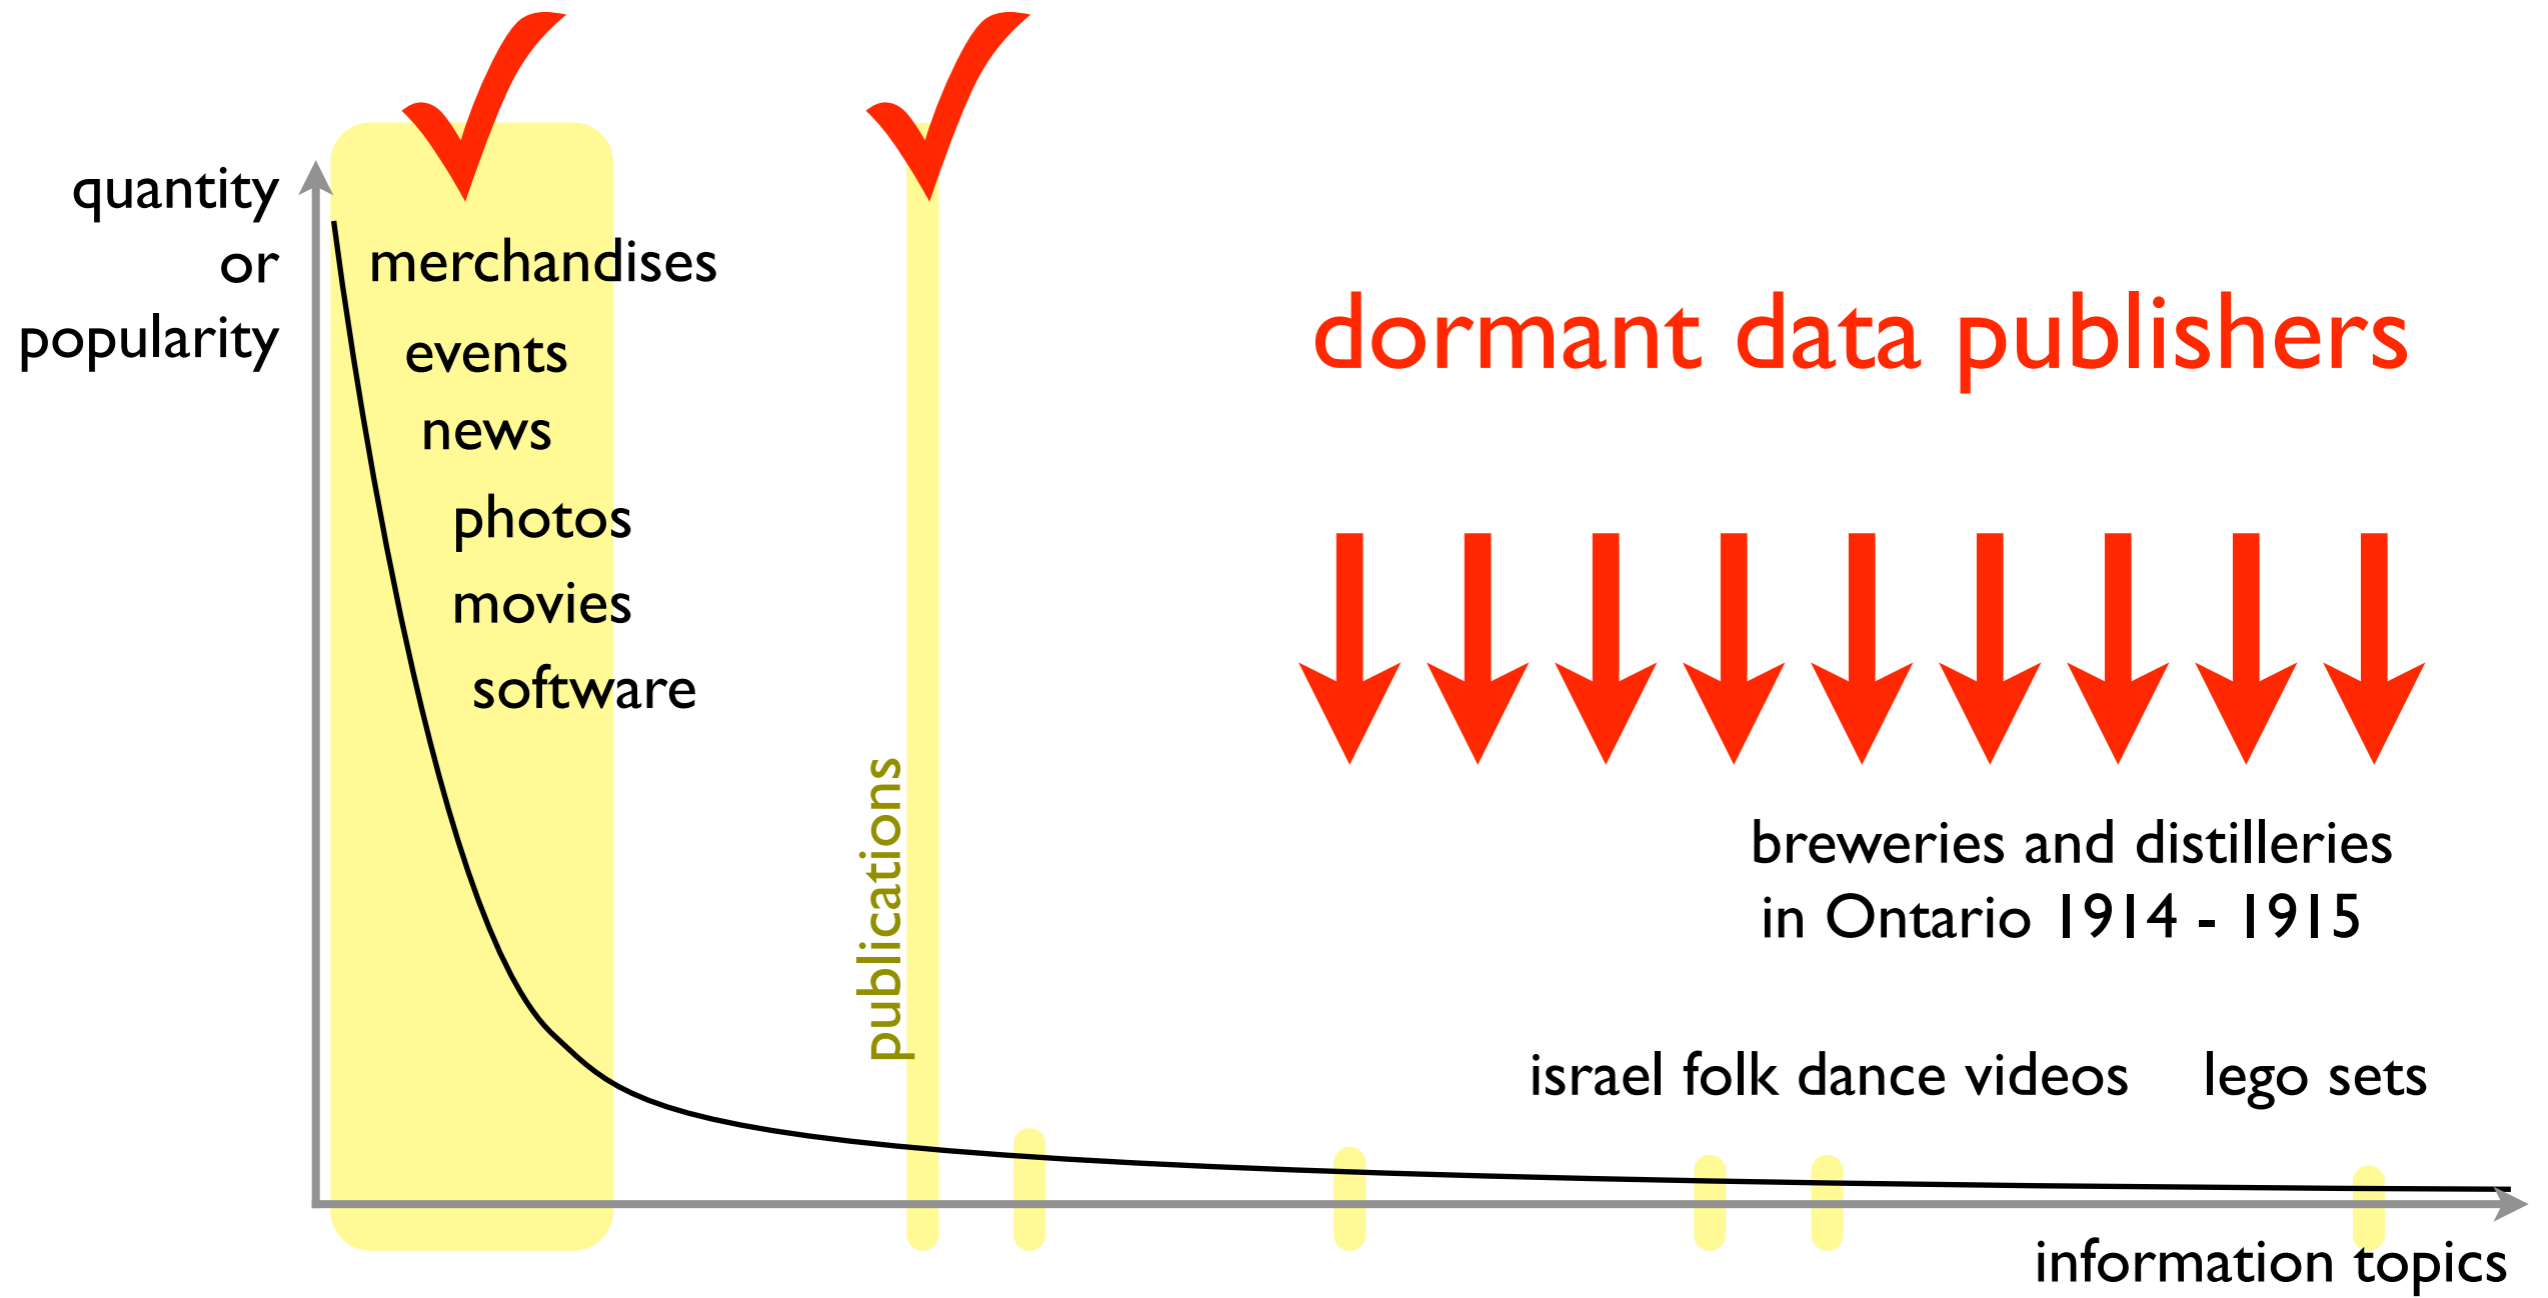 quantity
or
popularity
merchandises
events
news
photos
movies
software
publications
dormant data publishers
breweries and distilleries
in Ontario 1914 - 1915
israel folk dance videos
lego sets
information topics